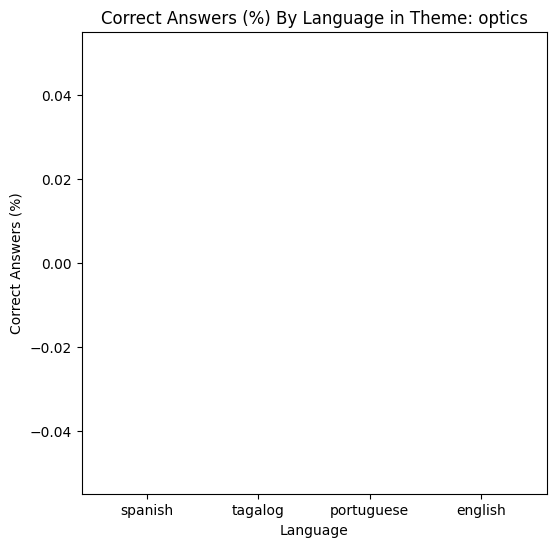 Correct Answers (%) By Language in Theme: optics
0.04
0.02
0.00
−0.02
−0.04
Correct Answers (%)
spanish tagalog portuguese english
Language